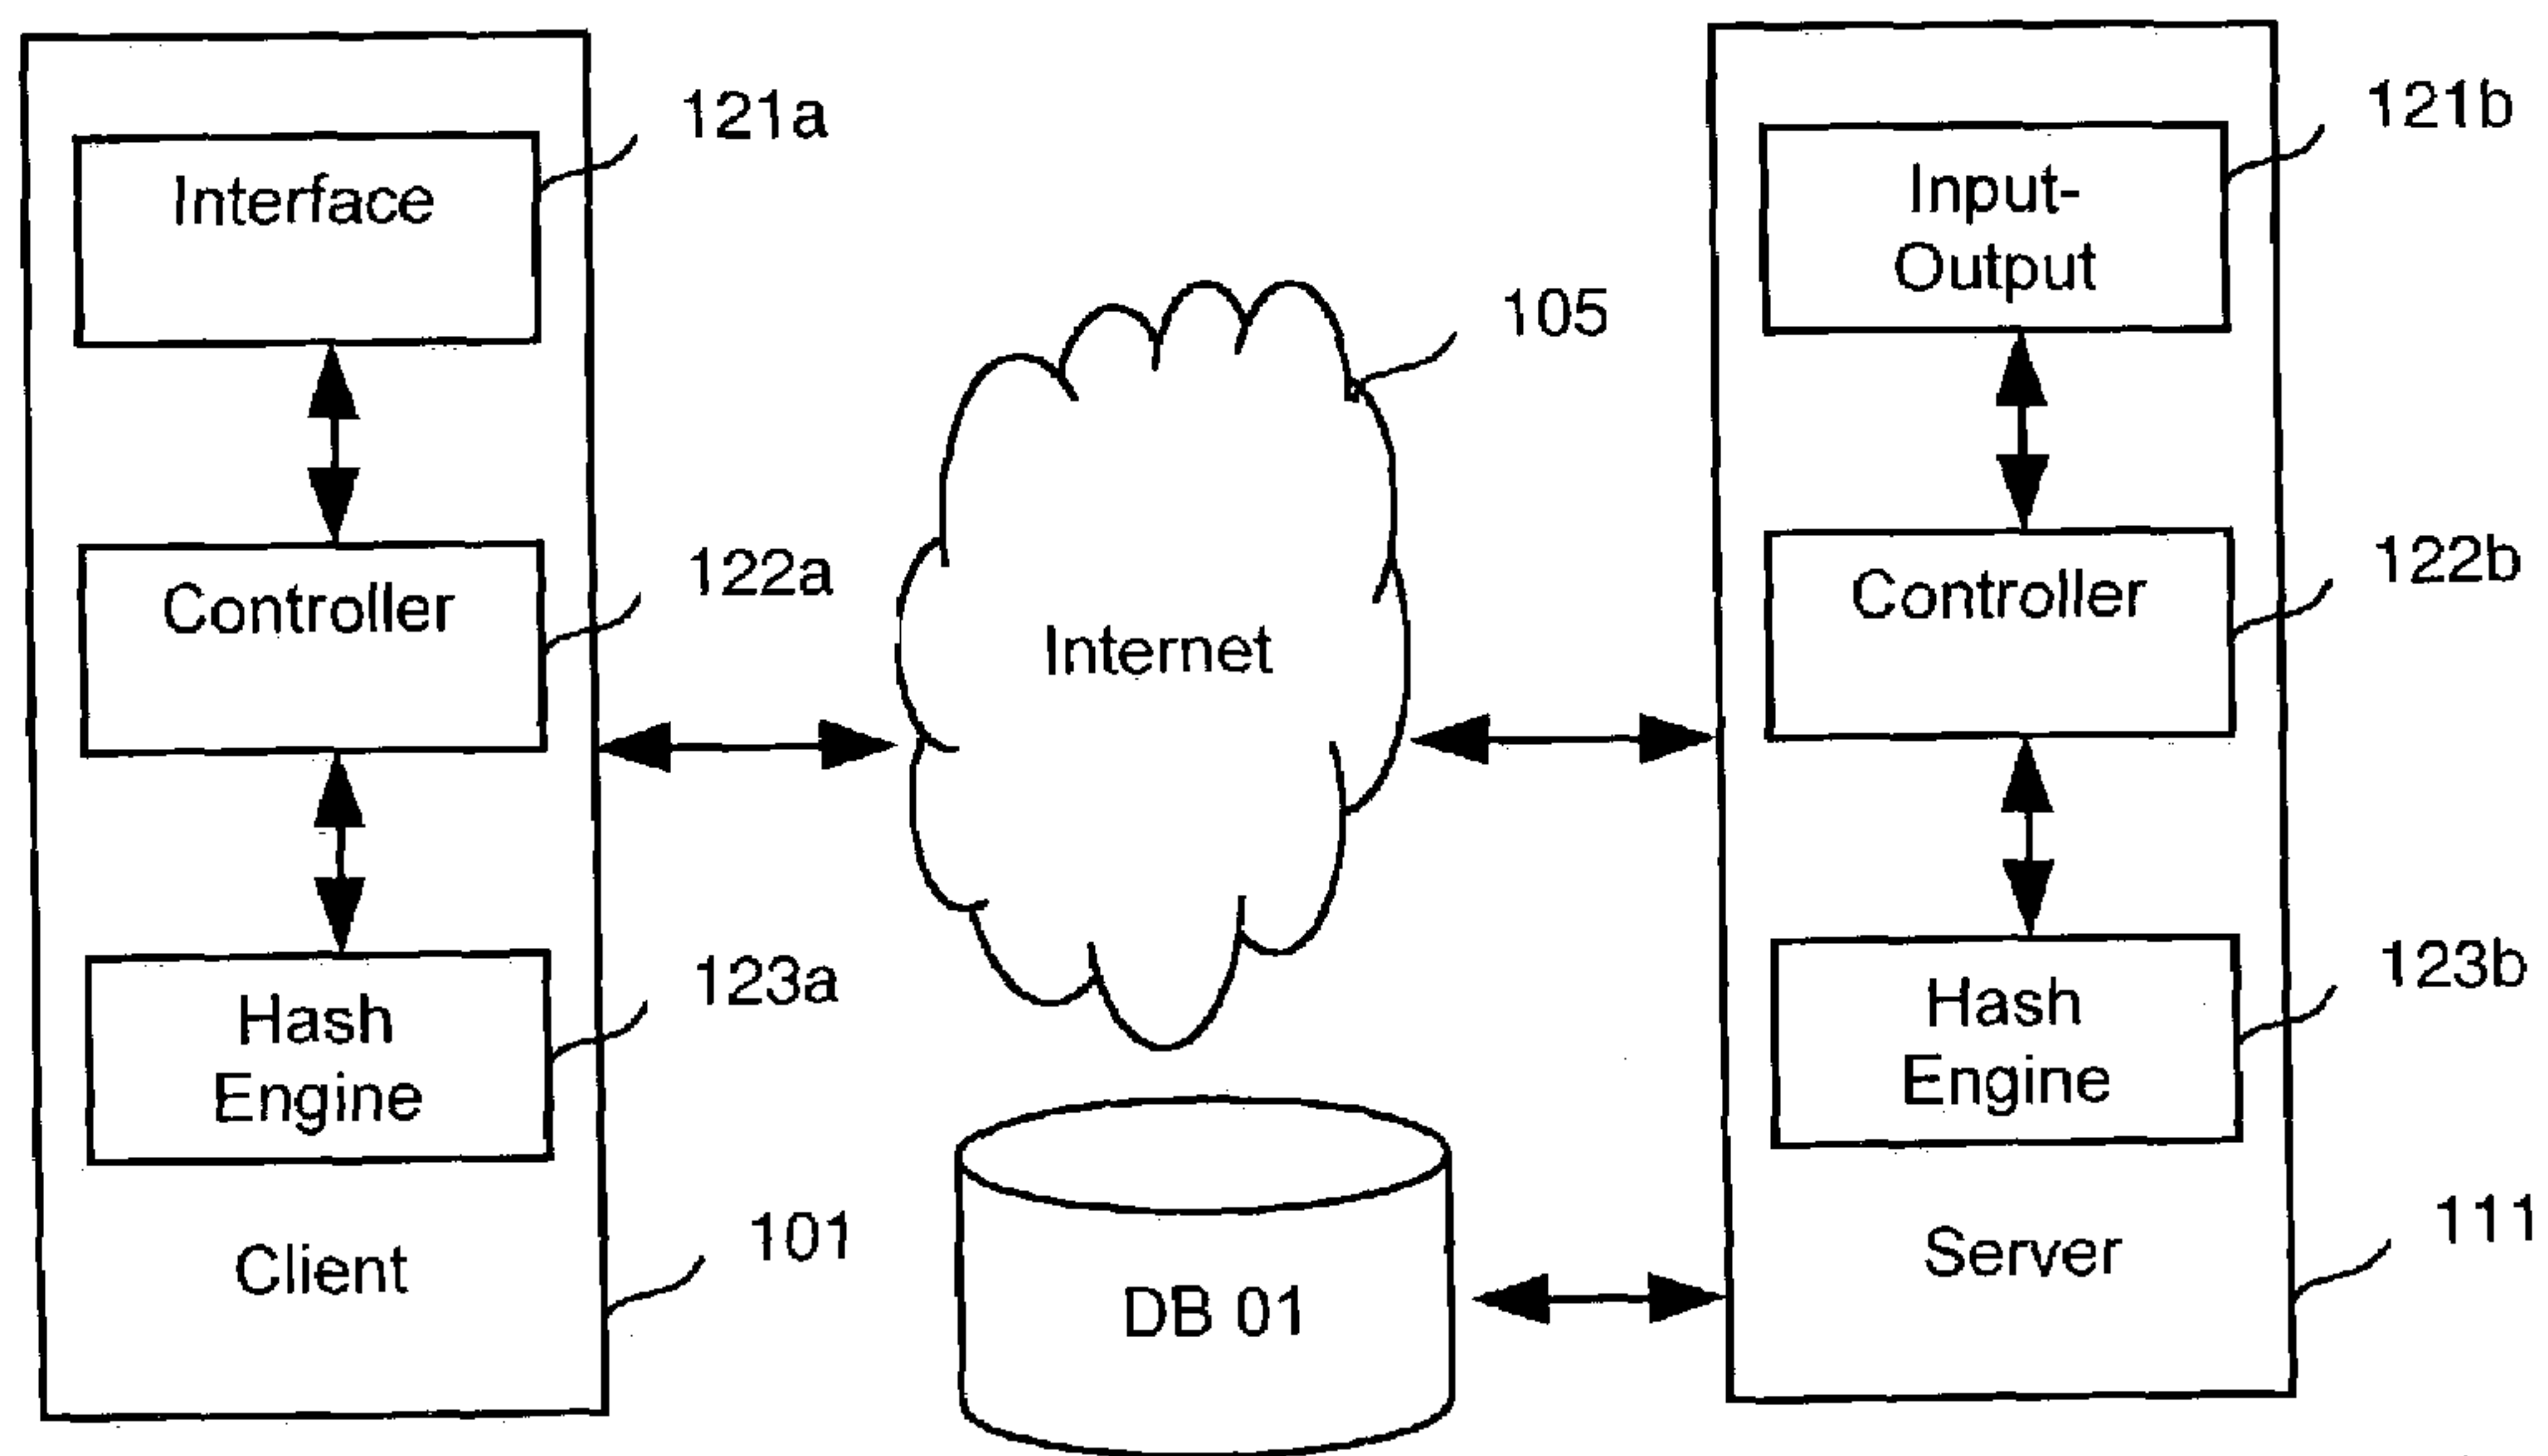 121a
Interface
122a
Controller
123a
Hash
Engine
101
Client
105
Internet
DB 01
121b
Input-
Output
122b
Controller
123b
Hash
Engine
111
Server